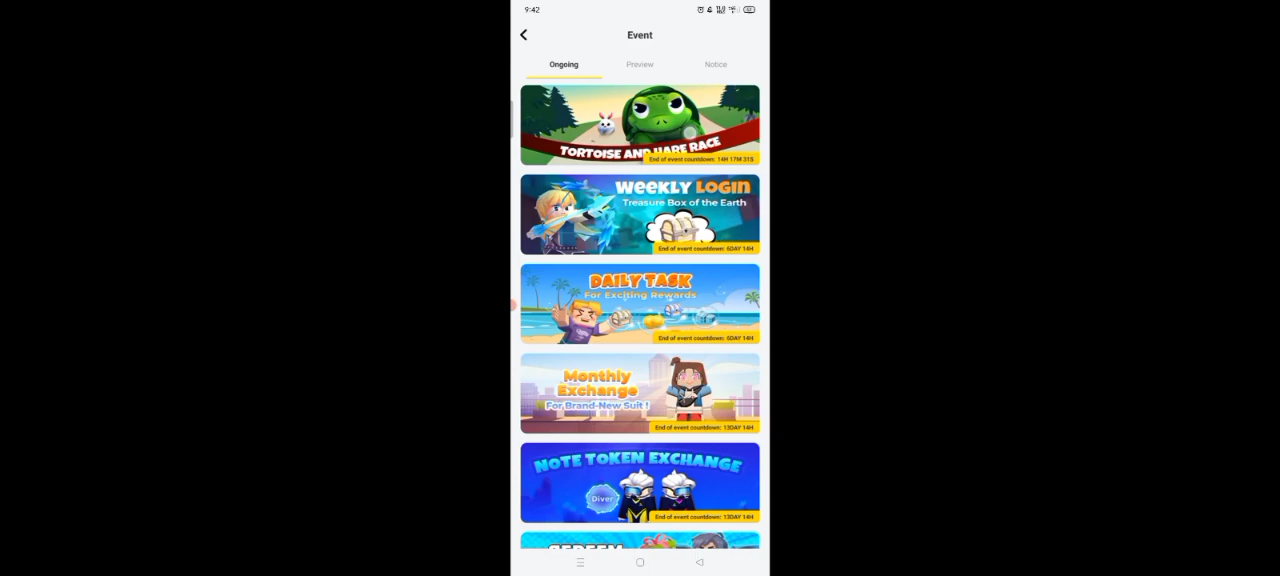 9:42
Event
Ongoing Preview Notice
TORTOISE AND HARE RACE
End of event countdown: 14H 17M 31S
WEEKLY LOGIN
Treasure Box of the Earth
End of event countdown: 6DAY 14H
DAILY TASK
For Exciting Rewards
End of event countdown: 6DAY 14H
Monthly
Exchange
For Brand-New Suit !
End of event countdown: 13DAY 14H
NOTE TOKEN EXCHANGE
Diver
End of event countdown: 13DAY 14H